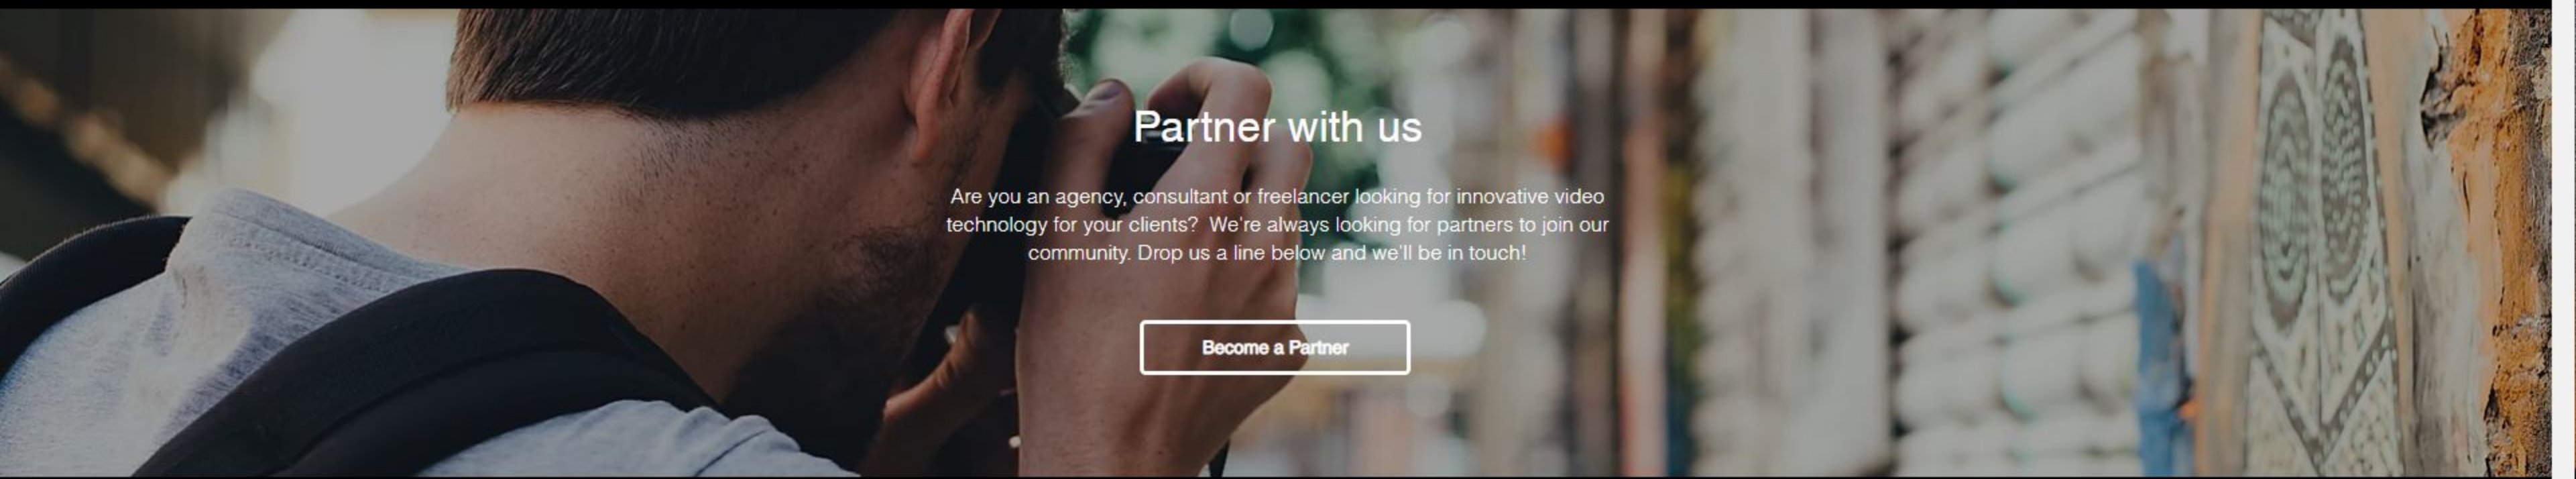 Partner with us
Are you an agency, consultant or freelancer looking for innovative video
technology for your clients?  We're always looking for partners to join our
community. Drop us a line below and we'll be in touch!
Become a Partner